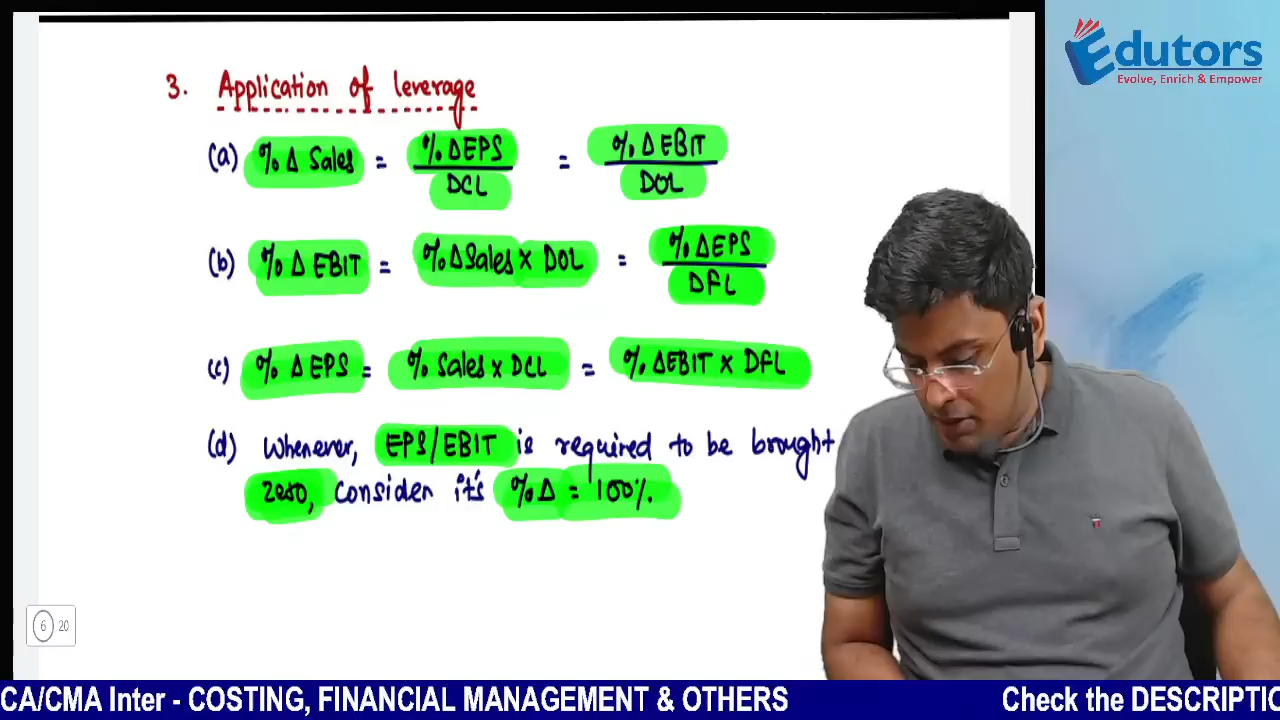 Edutors
Evolve, Enrich & Empower
3. Application of leverage
(a) % Δ Sales = % ΔEPS / DCL = % ΔEBIT / DOL
(b) % Δ EBIT = % ΔSales × DOL = % ΔEPS / DFL
(c) % Δ EPS = % Sales × DCL = % ΔEBIT × DFL
(d) Whenever, EPS/EBIT is required to be brought
zero, consider it's %Δ = 100%.
6 20
CA/CMA Inter - COSTING, FINANCIAL MANAGEMENT & OTHERS
Check the DESCRIPTIO